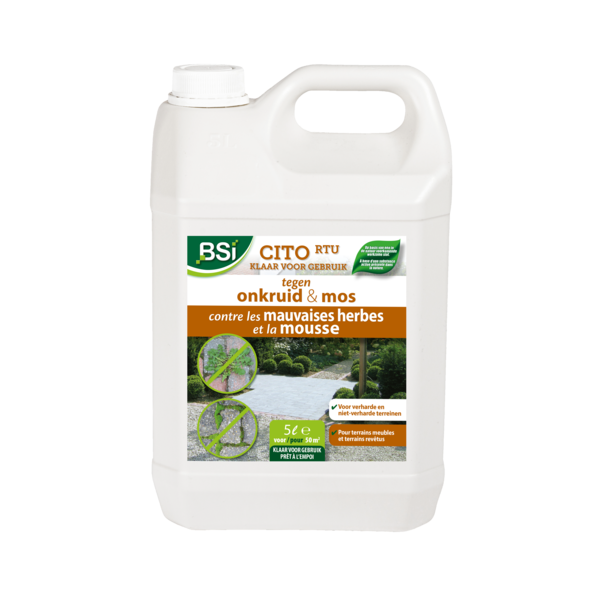 BSi
CITO RTU
KLAAR VOOR GEBRUIK
tegen
onkruid & mos
contre les mauvaises herbes
et la mousse
Voor verharde en
niet-verharde terreinen
Pour terrains meubles
et terrains revêtus
5ℓ e
voor / pour 50 m²
KLAAR VOOR GEBRUIK
PRÊT À L'EMPOI